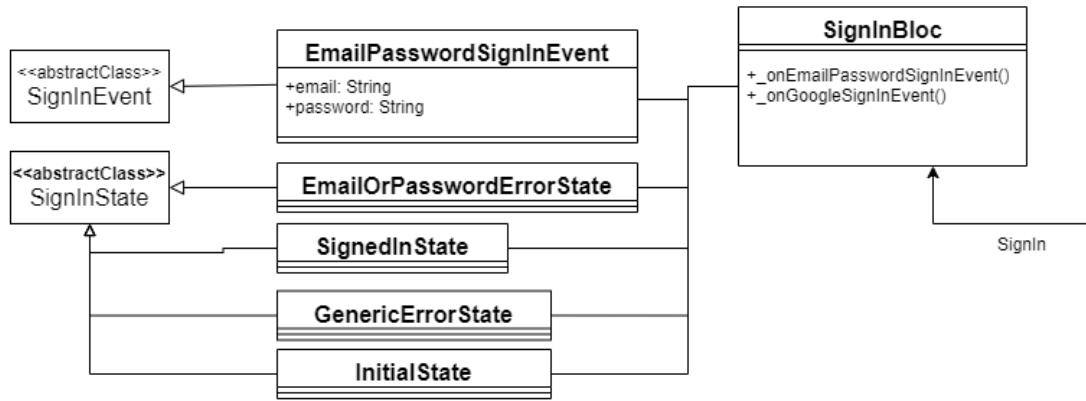 <<abstractClass>>
SignInEvent
EmailPasswordSignInEvent
+email: String
+password: String
SignInBloc
+_onEmailPasswordSignInEvent()
+_onGoogleSignInEvent()
<<abstractClass>>
SignInState
EmailOrPasswordErrorState
SignedInState
SignIn
GenericErrorState
InitialState